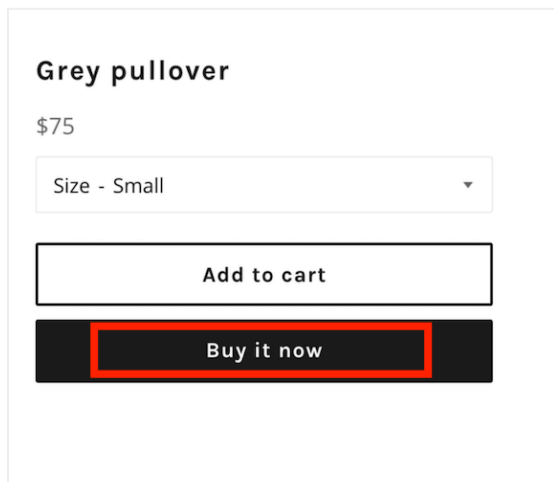 Grey pullover
$75
Size - Small
Add to cart
Buy it now